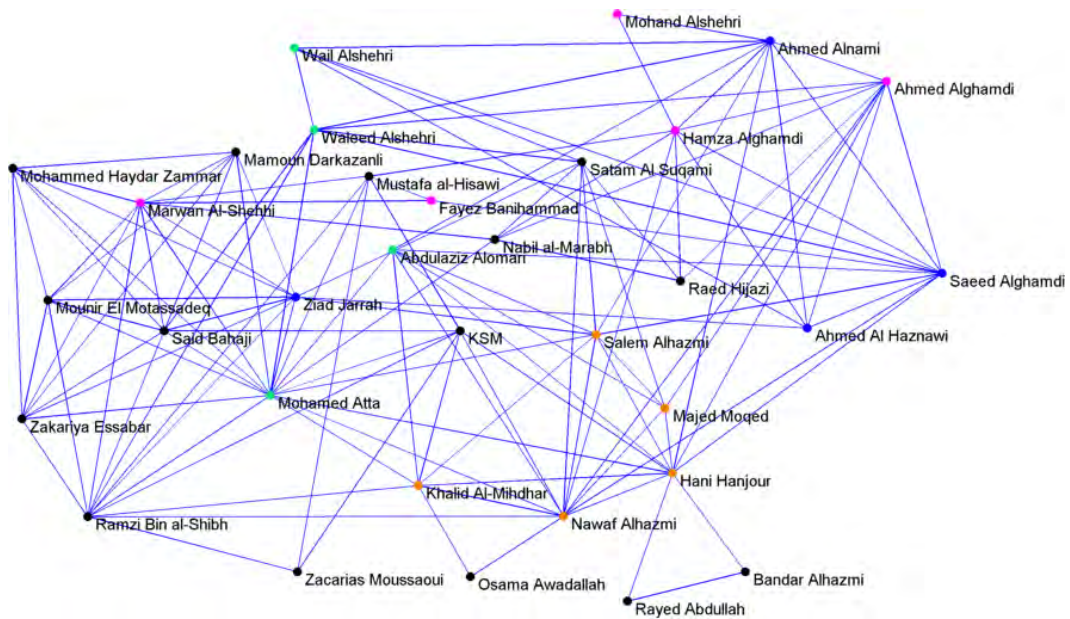 Mohand Alshehri
Ahmed Alnami
Wail Alshehri
Ahmed Alghamdi
Waleed Alshehri
Hamza Alghamdi
Mamoun Darkazanli
Satam Al Suqami
Mohammed Haydar Zammar
Mustafa al-Hisawi
Marwan Al-Shehhi
Fayez Banihammad
Nabil al-Marabh
Abdulaziz Alomari
Saeed Alghamdi
Raed Hijazi
Mounir El Motassadeq
Ziad Jarrah
Said Bahaji
KSM
Ahmed Al Haznawi
Salem Alhazmi
Mohamed Atta
Majed Moqed
Zakariya Essabar
Hani Hanjour
Khalid Al-Mihdhar
Ramzi Bin al-Shibh
Nawaf Alhazmi
Zacarias Moussaoui
Osama Awadallah
Bandar Alhazmi
Rayed Abdullah